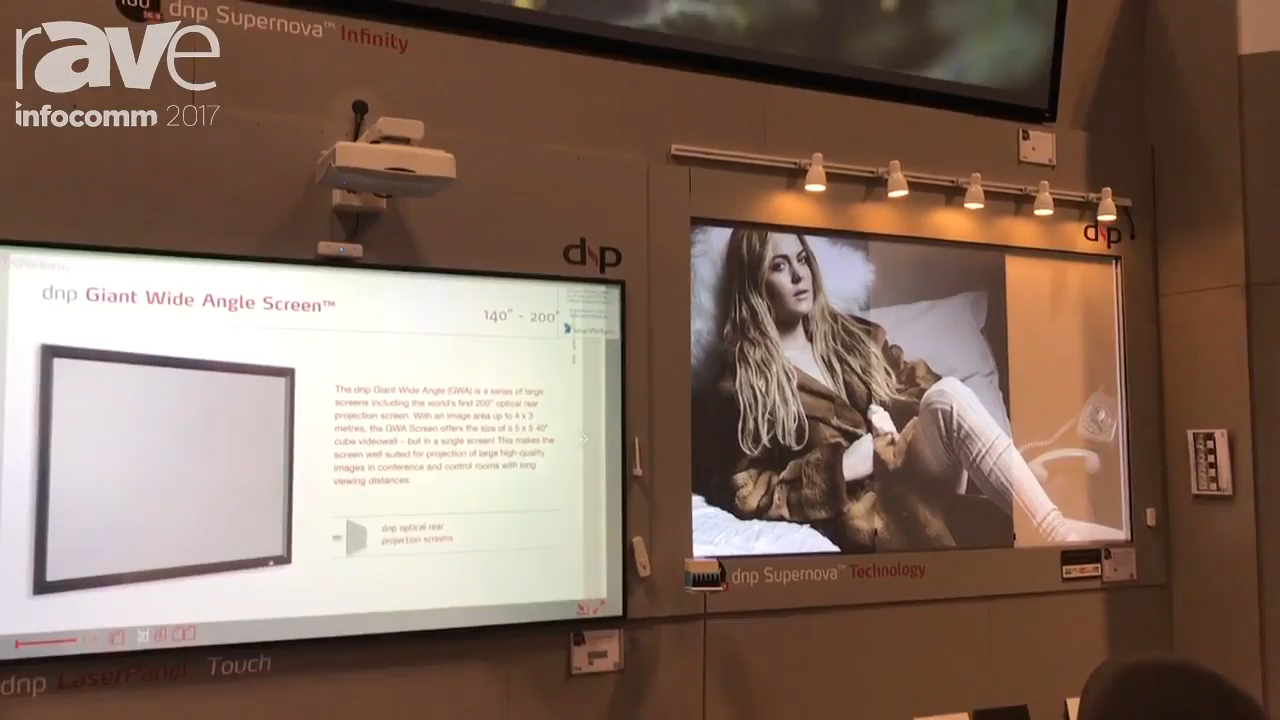 rave
infocomm 2017
dnp Supernova™ Infinity
dnp
dnp
dnp Giant Wide Angle Screen™
140" - 200"
The dnp Giant Wide Angle (GWA) is a series of large
screens including the world's first 200" optical rear
projection screen. With an image area up to 4 x 3
metres, the GWA Screen offers the size of a 5 x 5 40"
cube videowall – but in a single screen! This makes the
screen well suited for projection of large high-quality
images in conference and control rooms with long
viewing distances.
dnp optical rear
projection screens
dnp Supernova™ Technology
dnp LaserPanel Touch